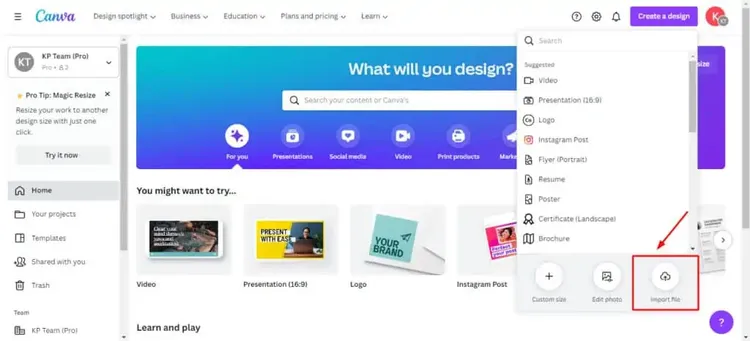 Canva
Design spotlight
Business
Education
Plans and pricing
Learn
Create a design
K
KT
KT
KP Team (Pro)
Pro • 2
Pro Tip: Magic Resize
Resize your work to another
design size with just one
click.
Try it now
Home
Your projects
Templates
Shared with you
Trash
Team
KP Team (Pro)
What will you design?
Search your content or Canva's
size
For you
Presentations
Social media
Video
Print products
Marke
You might want to try...
Clear your
PRESENT
WITH EASE
YOUR
BRAND
Video
Presentation (16:9)
Logo
Instagram Post
Learn and play
Search
Suggested
Video
Presentation (16:9)
Co
Logo
Instagram Post
Flyer (Portrait)
Resume
Poster
Certificate (Landscape)
Brochure
Custom size
Edit photo
Import file
?